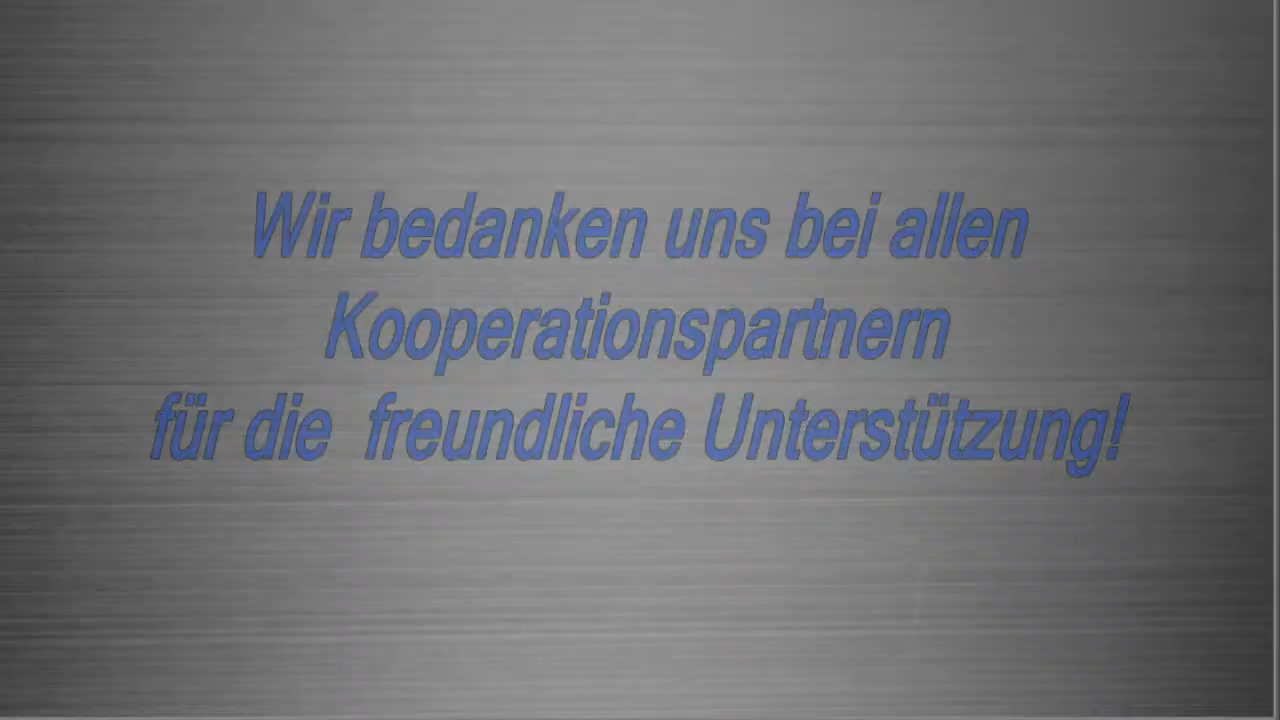 Wir bedanken uns bei allen
Kooperationspartnern
für die  freundliche Unterstützung!